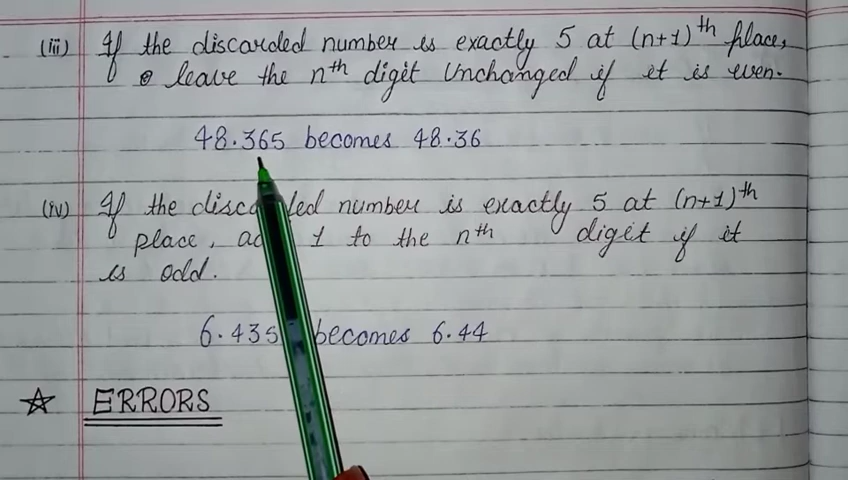 (iii) If the discarded number is exactly 5 at (n+1)th place,
leave the nth digit Unchanged if it is even.
48.365 becomes 48.36
(iv) If the number is exactly 5 at (n+1)th
place, 1 to the nth digit if it
is odd.
6.435 becomes 6.44
☆ ERRORS